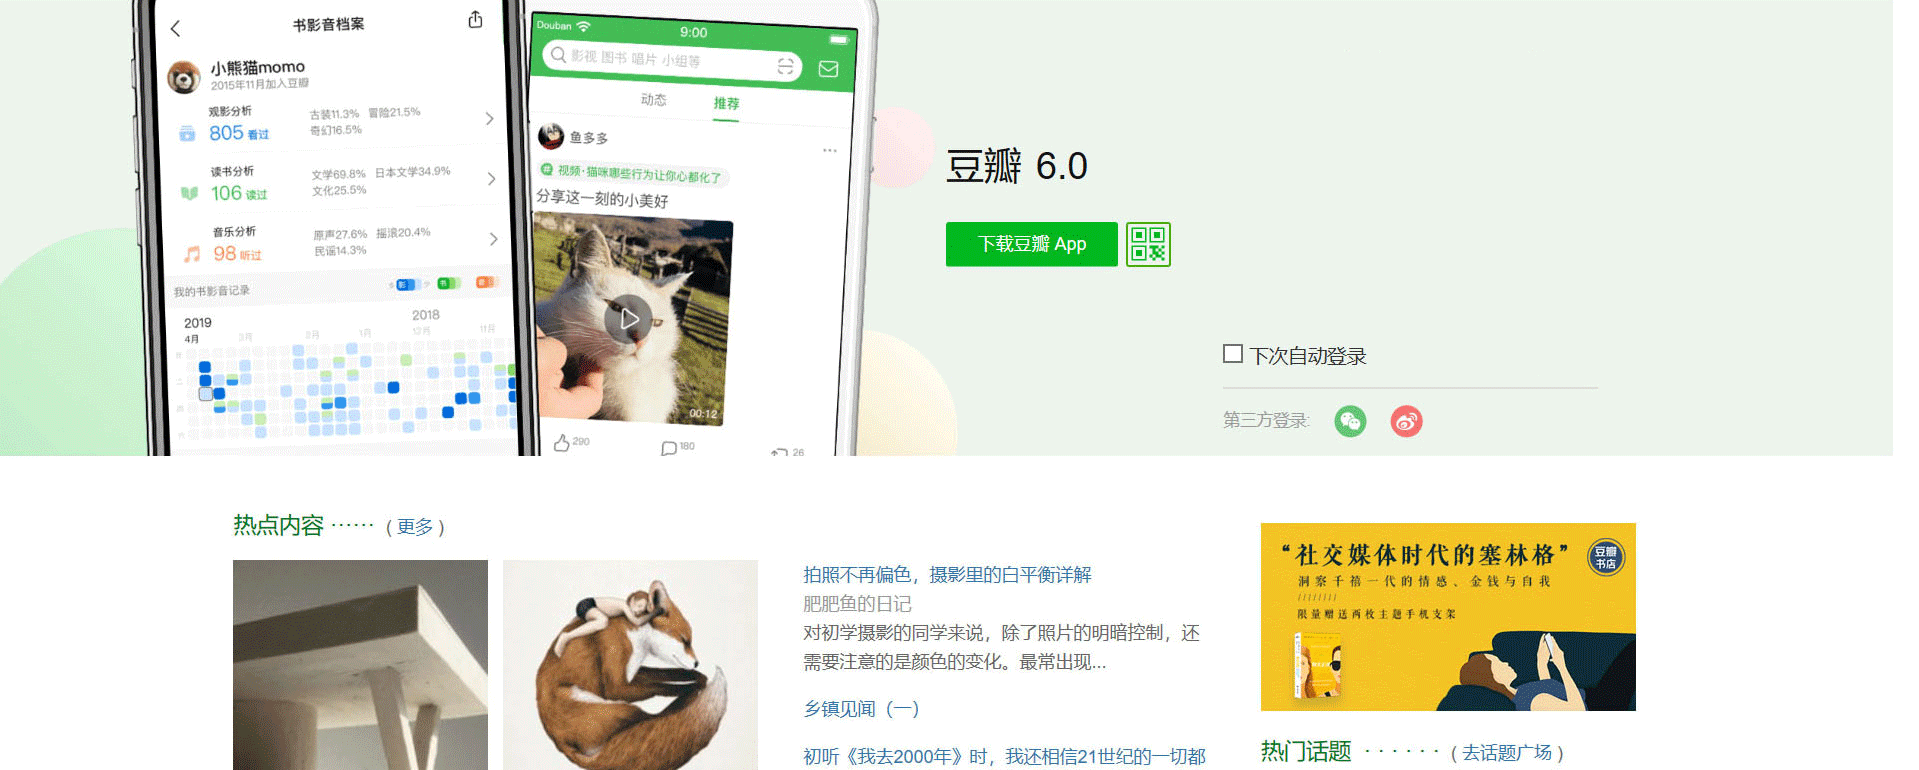 书影音档案
小熊猫momo
2015年11月加入豆瓣
观影分析
805 看过
古装11.3% 冒险21.5%
奇幻16.5%
读书分析
106 读过
文学69.8% 日本文学34.9%
文化25.5%
音乐分析
98 听过
原声27.6% 摇滚20.4%
民谣14.3%
我的书影音记录
影
书
2019
2018
4月
3月
1月
12月
11月
Douban
9:00
影视 图书 唱片 小组等
动态
推荐
鱼多多
# 视频·猫咪哪些行为让你心都化了
分享这一刻的小美好
00:12
290
180
26
豆瓣 6.0
下载豆瓣 App
下次自动登录
第三方登录:
热点内容 ······ ( 更多 )
拍照不再偏色，摄影里的白平衡详解
肥肥鱼的日记
对初学摄影的同学来说，除了照片的明暗控制，还
需要注意的是颜色的变化。最常出现...
乡镇见闻（一）
初听《我去2000年》时，我还相信21世纪的一切都
“社交媒体时代的塞林格”
豆瓣
书店
洞察千禧一代的情感、金钱与自我
////////
限量赠送两枚主题手机支架
热门话题 · · · · · · ( 去话题广场 )